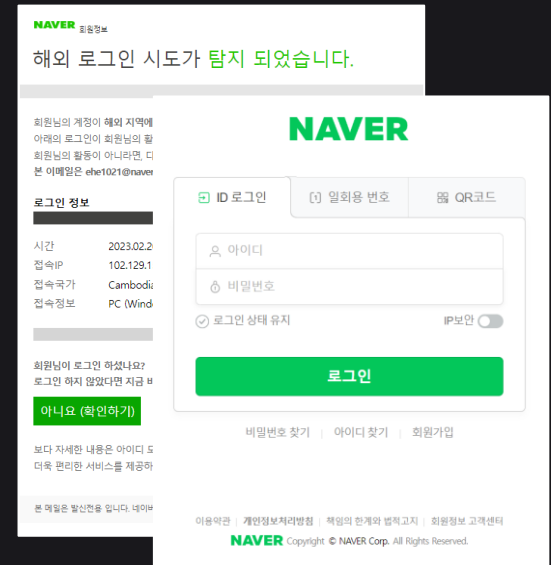 NAVER 회원정보
해외 로그인 시도가 탐지 되었습니다.
회원님의 계정이 해외 지역에
아래의 로그인이 회원님의 활
회원님의 활동이 아니라면, 다
본 이메일은 ehe1021@naver
로그인 정보
시간 2023.02.20
접속IP 102.129.1
접속국가 Cambodia
접속정보 PC (Wind
회원님이 로그인 하셨나요?
로그인 하지 않았다면 지금 비
아니요 (확인하기)
보다 자세한 내용은 아이디 도
더욱 편리한 서비스를 제공하
본 메일은 발신전용 입니다. 네이버
NAVER
ID 로그인
일회용 번호
QR코드
아이디
비밀번호
로그인 상태 유지 IP보안
로그인
비밀번호 찾기 | 아이디 찾기 | 회원가입
이용약관 | 개인정보처리방침 | 책임의 한계와 법적고지 | 회원정보 고객센터
NAVER Copyright © NAVER Corp. All Rights Reserved.